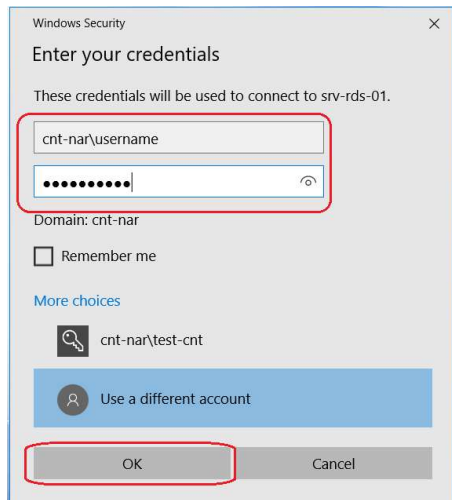 Windows Security
Enter your credentials
These credentials will be used to connect to srv-rds-01.
cnt-nar\username
••••••••••
Domain: cnt-nar
Remember me
More choices
cnt-nar\test-cnt
Use a different account
OK
Cancel